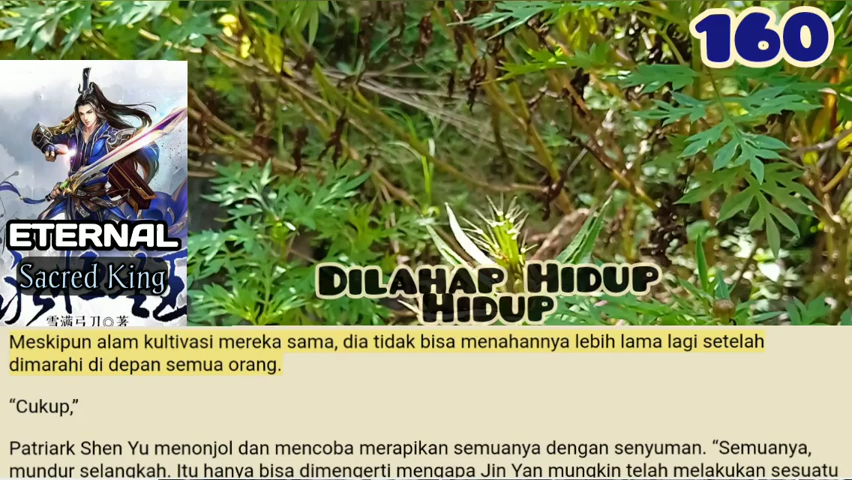 160
ETERNAL
Sacred King
雪满弓刀◎著
DILAHAP HIDUP
HIDUP
Meskipun alam kultivasi mereka sama, dia tidak bisa menahannya lebih lama lagi setelah
dimarahi di depan semua orang.
“Cukup,”
Patriark Shen Yu menonjol dan mencoba merapikan semuanya dengan senyuman. “Semuanya,
mundur selangkah. Itu hanya bisa dimengerti mengapa Jin Yan mungkin telah melakukan sesuatu